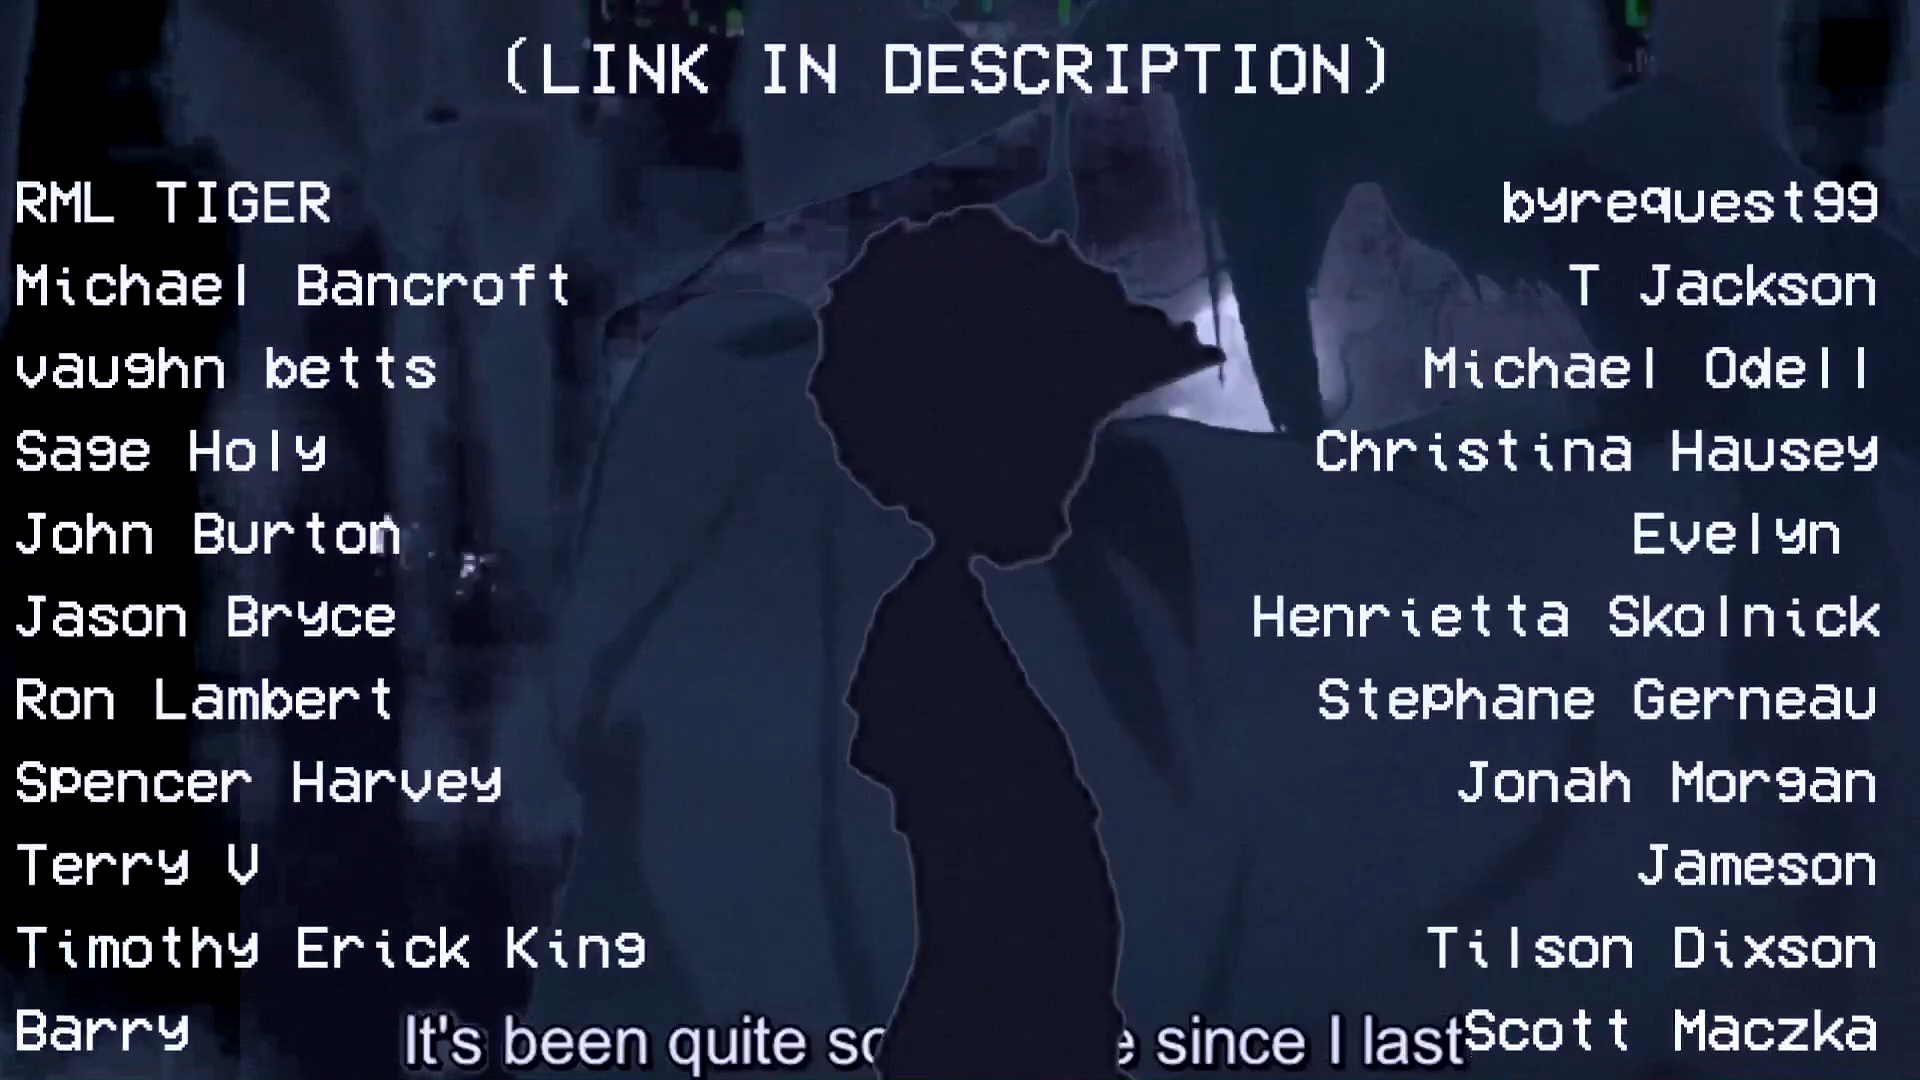 (LINK IN DESCRIPTION)
RML TIGER
byrequest99
Michael Bancroft
T Jackson
vaughn betts
Michael Odell
Sage Holy
Christina Hausey
John Burton
Evelyn
Jason Bryce
Henrietta Skolnick
Ron Lambert
Stephane Gerneau
Spencer Harvey
Jonah Morgan
Terry V
Jameson
Timothy Erick King
Tilson Dixson
Barry
Scott Maczka
It's been quite since I last